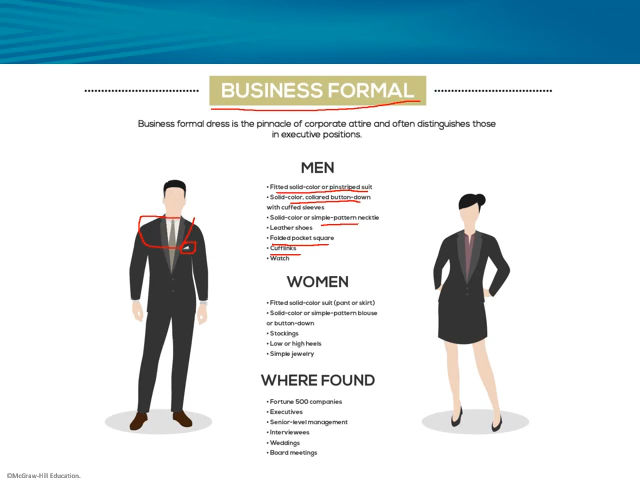 BUSINESS FORMAL
Business formal dress is the pinnacle of corporate attire and often distinguishes those
in executive positions.
MEN
• Fitted solid-color or pinstriped suit
• Solid-color, collared button-down
with cuffed sleeves
• Solid-color or simple-pattern necktie
• Leather shoes
• Folded pocket square
• Cufflinks
• Watch
WOMEN
• Fitted solid-color suit (pant or skirt)
• Solid-color or simple-pattern blouse
or button-down
• Stockings
• Low or high heels
• Simple jewelry
WHERE FOUND
• Fortune 500 companies
• Executives
• Senior-level management
• Interviewees
• Weddings
• Board meetings
©McGraw-Hill Education.